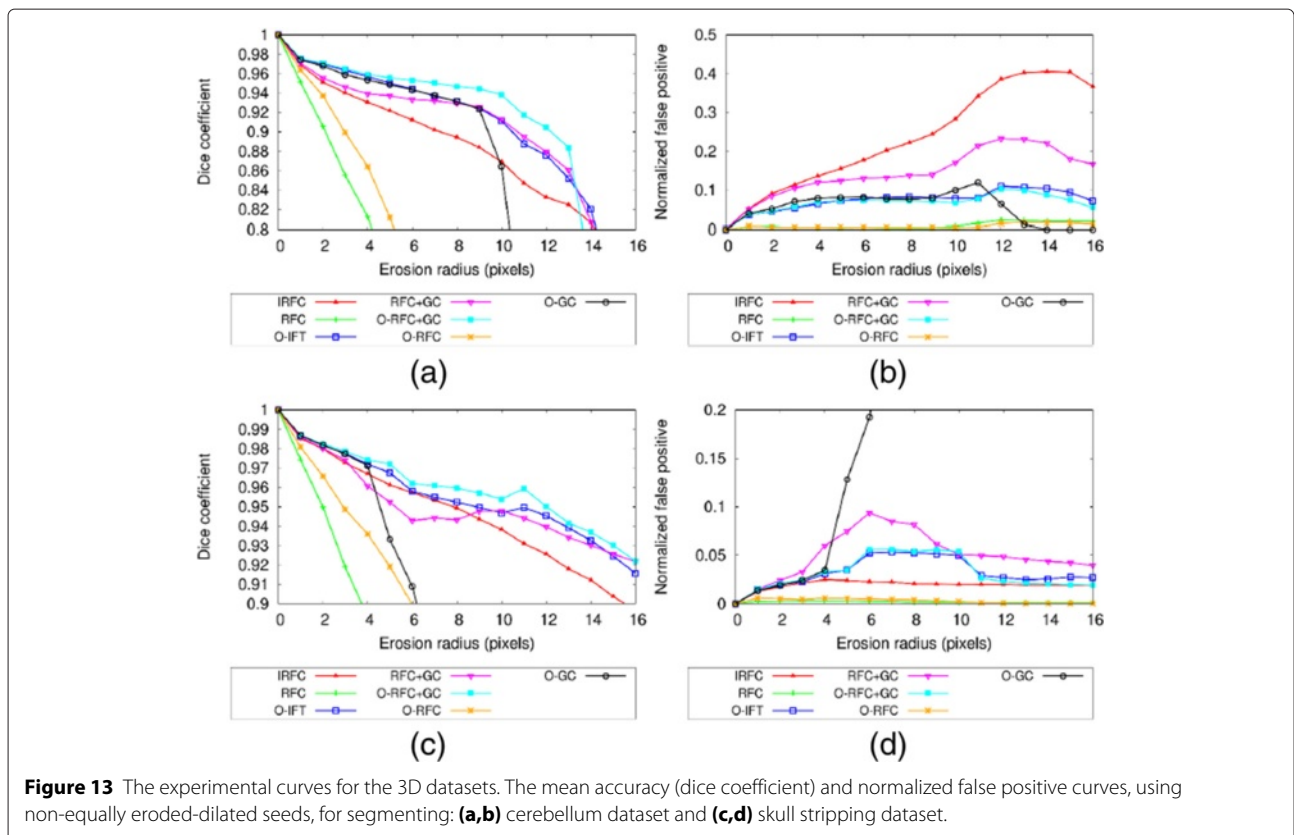 1
0.98
0.96
0.94
0.92
0.9
0.88
0.86
0.84
0.82
0.8
Dice coefficient
0 2 4 6 8 10 12 14 16
Erosion radius (pixels)
IRFC RFC+GC O-GC
RFC O-RFC+GC
O-IFT O-RFC
(a)
0.5
0.4
0.3
0.2
0.1
0
Normalized false positive
0 2 4 6 8 10 12 14 16
Erosion radius (pixels)
IRFC RFC+GC O-GC
RFC O-RFC+GC
O-IFT O-RFC
(b)
1
0.99
0.98
0.97
0.96
0.95
0.94
0.93
0.92
0.91
0.9
Dice coefficient
0 2 4 6 8 10 12 14 16
Erosion radius (pixels)
IRFC RFC+GC O-GC
RFC O-RFC+GC
O-IFT O-RFC
(c)
0.2
0.15
0.1
0.05
0
Normalized false positive
0 2 4 6 8 10 12 14 16
Erosion radius (pixels)
IRFC RFC+GC O-GC
RFC O-RFC+GC
O-IFT O-RFC
(d)
Figure 13 The experimental curves for the 3D datasets. The mean accuracy (dice coefficient) and normalized false positive curves, using
non-equally eroded-dilated seeds, for segmenting: (a,b) cerebellum dataset and (c,d) skull stripping dataset.